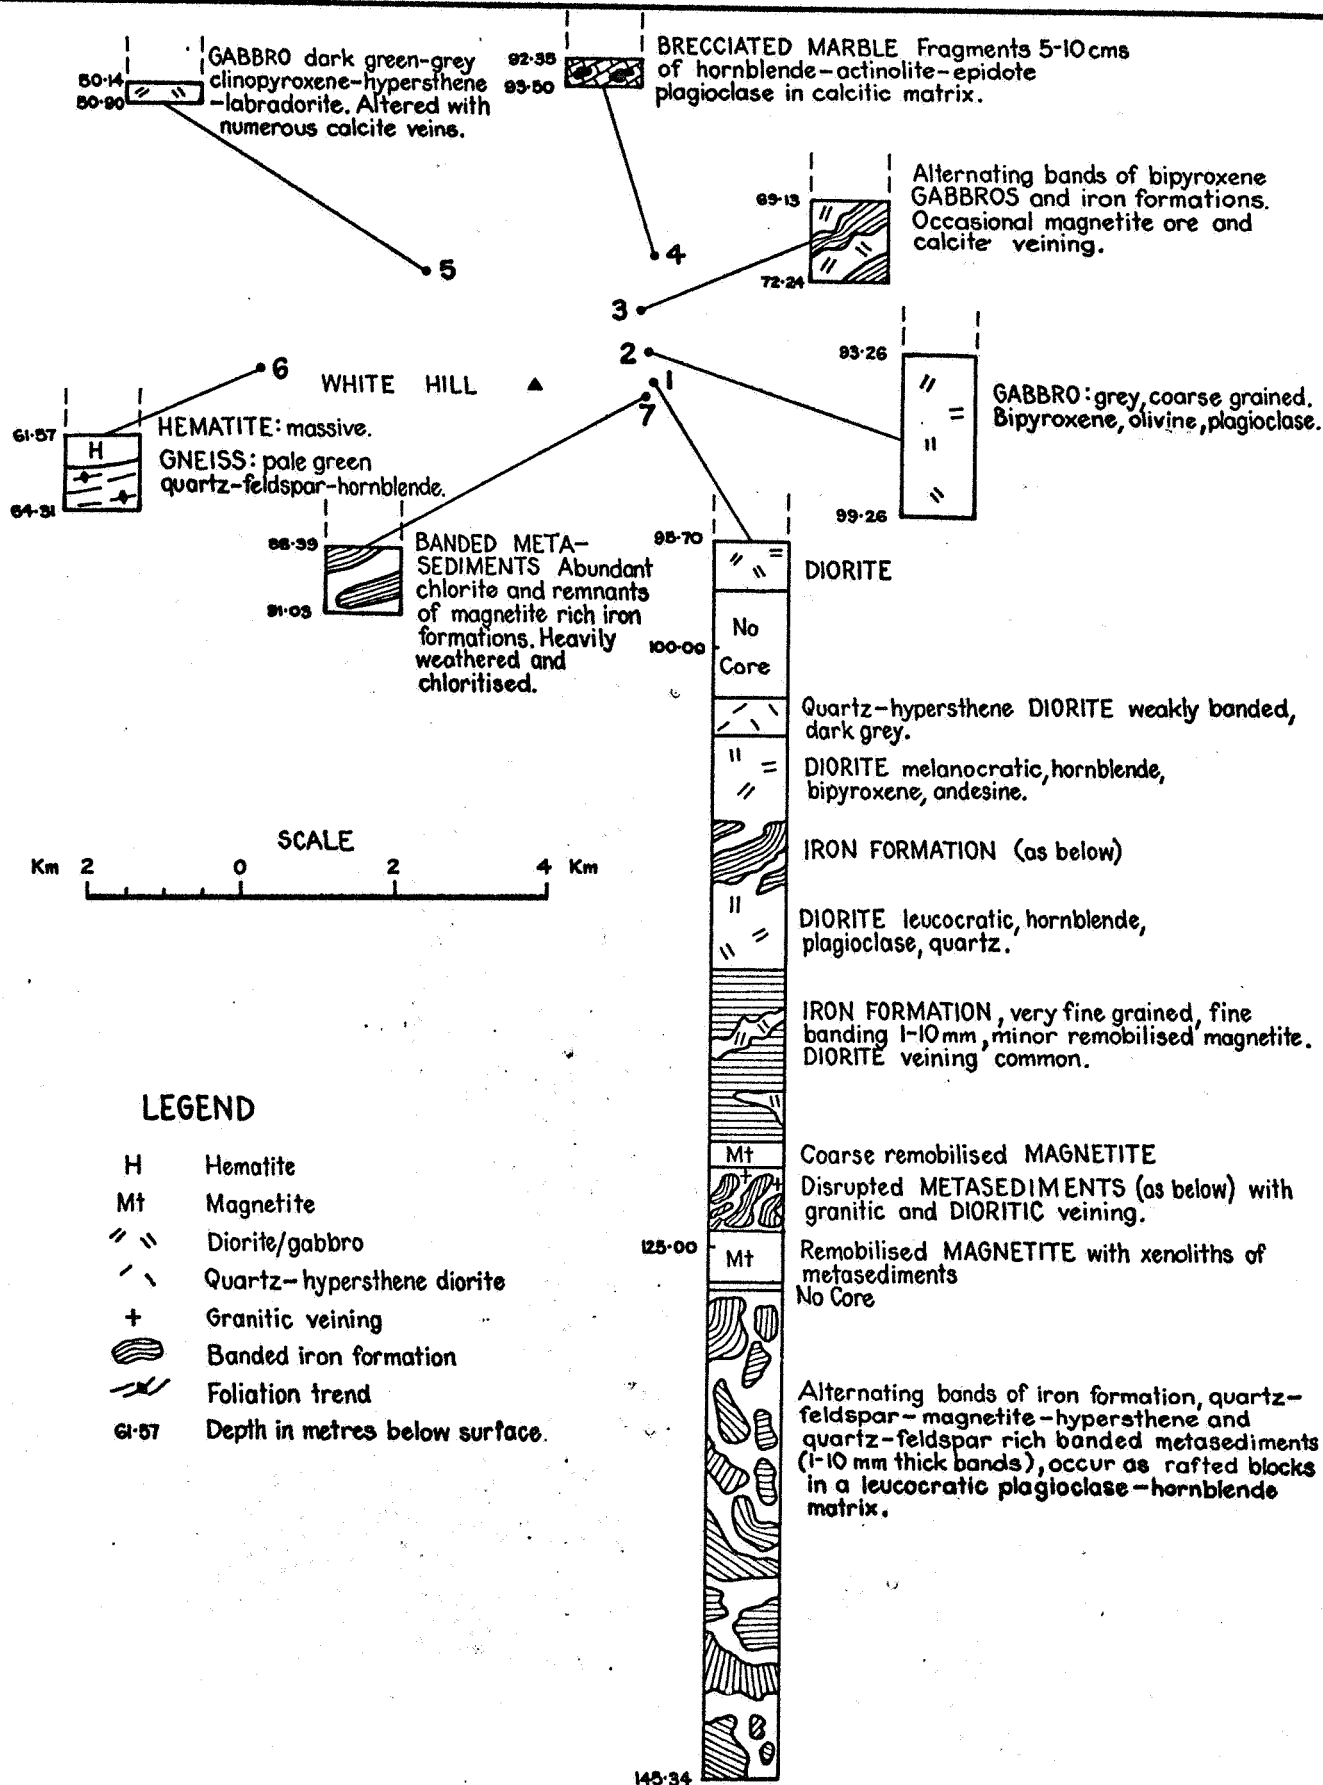 50·14
50·90
GABBRO dark green-grey
clinopyroxene-hypersthene
-labradorite. Altered with
numerous calcite veins.
92·35
93·50
BRECCIATED MARBLE Fragments 5-10cms
of hornblende-actinolite-epidote
plagioclase in calcitic matrix.
69·13
72·24
Alternating bands of bipyroxene
GABBROS and iron formations.
Occasional magnetite ore and
calcite veining.
5
4
3
2
1
7
6
WHITE HILL
93·26
99·26
GABBRO: grey, coarse grained.
Bipyroxene, olivine, plagioclase.
61·57
64·31
H
HEMATITE: massive.
GNEISS: pale green
quartz-feldspar-hornblende.
88·39
91·03
BANDED META-
SEDIMENTS Abundant
chlorite and remnants
of magnetite rich iron
formations. Heavily
weathered and
chloritised.
95·70
DIORITE
No
Core
100·00
Quartz-hypersthene DIORITE weakly banded,
dark grey.
DIORITE melanocratic, hornblende,
bipyroxene, andesine.
IRON FORMATION (as below)
DIORITE leucocratic, hornblende,
plagioclase, quartz.
IRON FORMATION, very fine grained, fine
banding 1-10mm, minor remobilised magnetite.
DIORITE veining common.
Mt
Coarse remobilised MAGNETITE
Disrupted METASEDIMENTS (as below) with
granitic and DIORITIC veining.
125·00
Mt
Remobilised MAGNETITE with xenoliths of
metasediments
No Core
Alternating bands of iron formation, quartz-
feldspar-magnetite-hypersthene and
quartz-feldspar rich banded metasediments
(1-10 mm thick bands), occur as rafted blocks
in a leucocratic plagioclase-hornblende
matrix.
145·34
SCALE
Km 2 0 2 4 Km
LEGEND
H Hematite
Mt Magnetite
Diorite/gabbro
Quartz-hypersthene diorite
+ Granitic veining
Banded iron formation
Foliation trend
61·57 Depth in metres below surface.